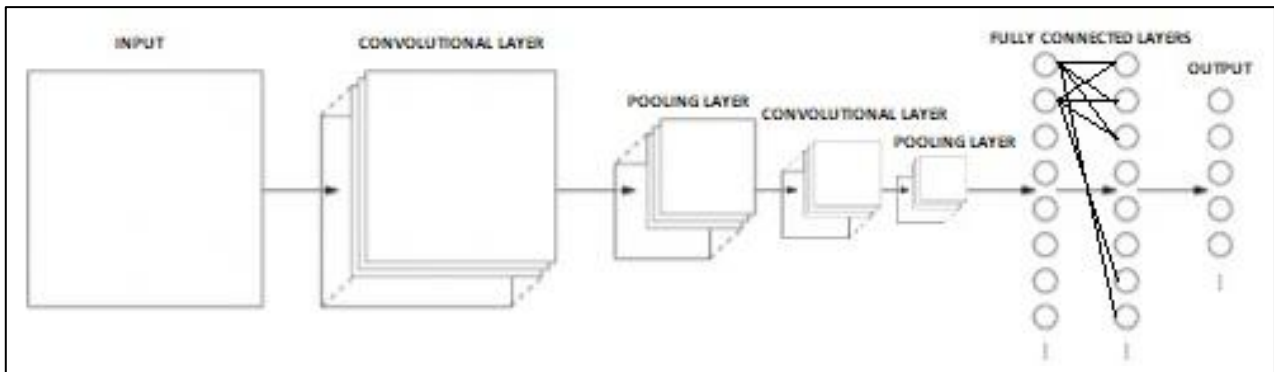 INPUT
CONVOLUTIONAL LAYER
POOLING LAYER
CONVOLUTIONAL LAYER
POOLING LAYER
FULLY CONNECTED LAYERS
OUTPUT